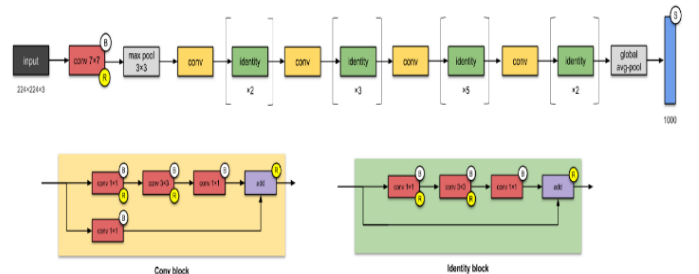 S
B
input
conv 7×7
max pool
3×3
conv
identity
conv
identity
conv
identity
conv
identity
global
avg-pool
R
224×224×3
×2
×3
×5
×2
1000
B
B
B
R
conv 1×1
conv 3×3
conv 1×1
add
R
R
B
conv 1×1
Conv block
B
B
B
R
conv 1×1
conv 3×3
conv 1×1
add
R
R
Identity block